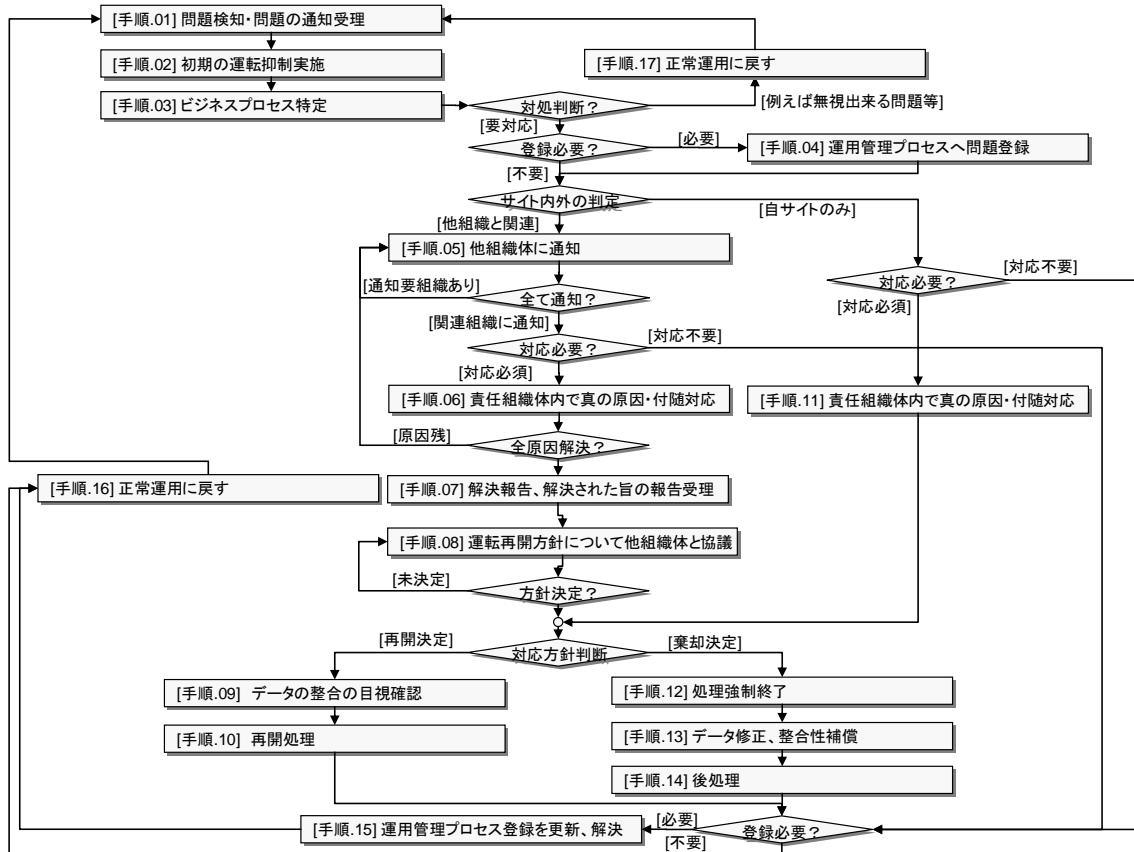 [手順.01] 問題検知・問題の通知受理
[手順.02] 初期の運転抑制実施
[手順.17] 正常運用に戻す
[手順.03] ビジネスプロセス特定
対処判断？
[例えば無視出来る問題等]
[要対応]
登録必要？
[必要]
[手順.04] 運用管理プロセスへ問題登録
[不要]
サイト内外の判定
[自サイトのみ]
[他組織と関連]
[手順.05] 他組織体に通知
[対応不要]
対応必要？
[通知要組織あり]
全て通知？
[対応必須]
[関連組織に通知]
[対応不要]
対応必要？
[対応必須]
[手順.06] 責任組織体内で真の原因・付随対応
[手順.11] 責任組織体内で真の原因・付随対応
[原因残]
全原因解決？
[手順.16] 正常運用に戻す
[手順.07] 解決報告、解決された旨の報告受理
[手順.08] 運転再開方針について他組織体と協議
[未決定]
方針決定？
[再開決定]
[棄却決定]
対応方針判断
[手順.09] データの整合の目視確認
[手順.12] 処理強制終了
[手順.10] 再開処理
[手順.13] データ修正、整合性補償
[手順.14] 後処理
[手順.15] 運用管理プロセス登録を更新、解決
[必要]
登録必要？
[不要]